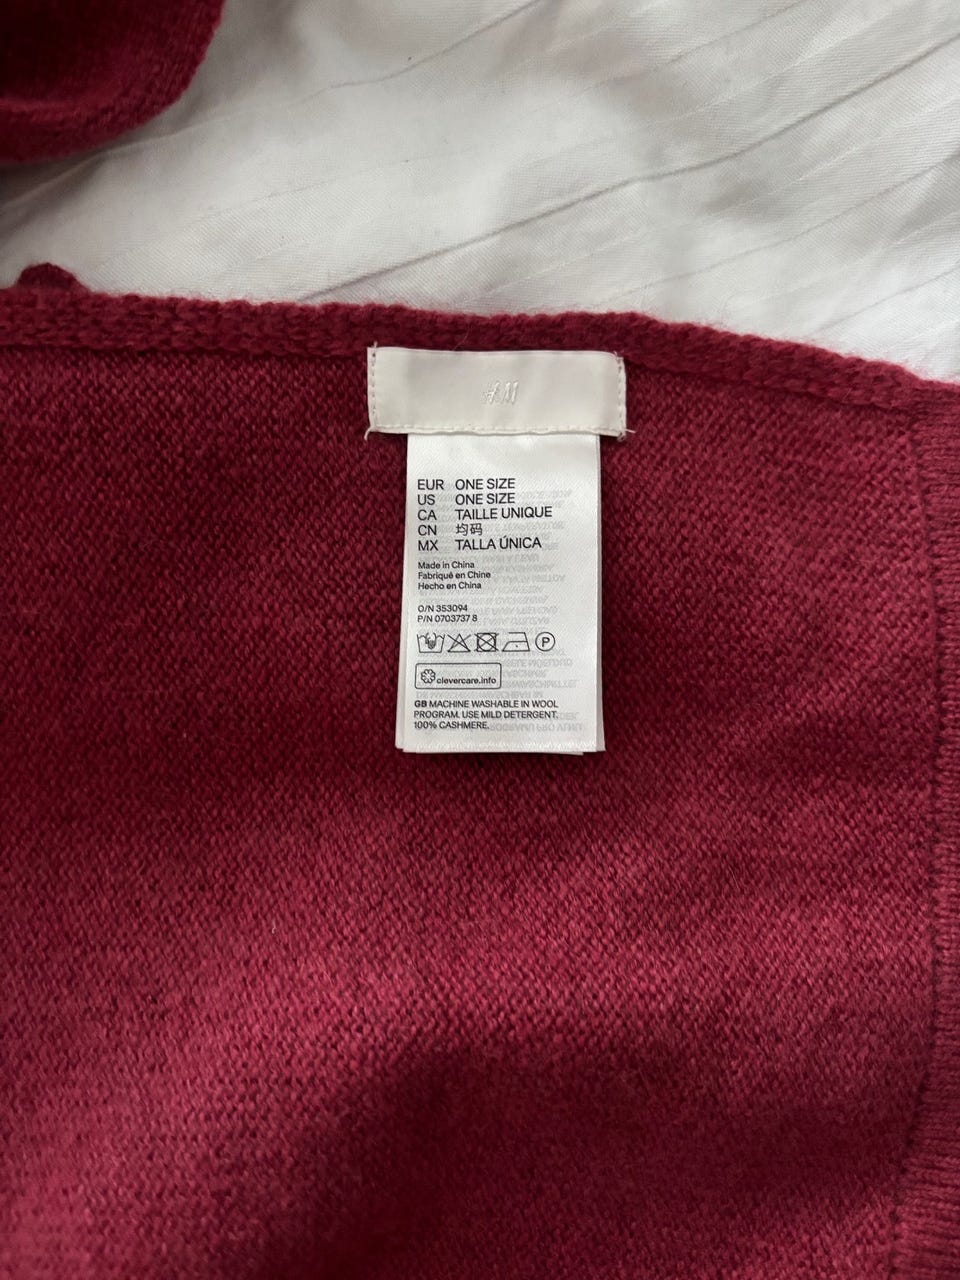 H&M
EUR ONE SIZE
US ONE SIZE
CA TAILLE UNIQUE
CN 均码
MX TALLA ÚNICA
Made in China
Fabriqué en Chine
Hecho en China
O/N 353094
P/N 0703737 8
P
clevercare.info
GB MACHINE WASHABLE IN WOOL
PROGRAM. USE MILD DETERGENT.
100% CASHMERE.